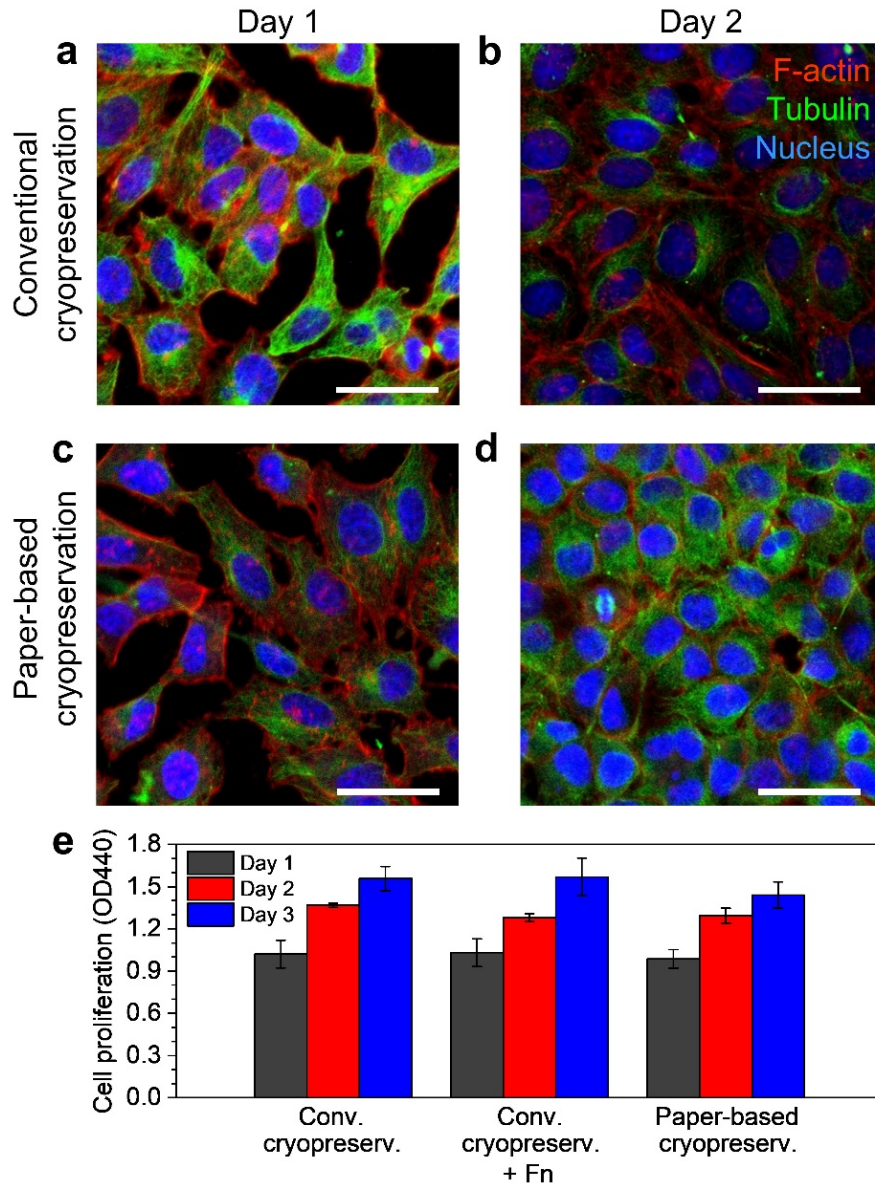 Day 1
Day 2
a
b
F-actin
Tubulin
Nucleus
Conventional
cryopreservation
c
d
Paper-based
cryopreservation
e
Cell proliferation (OD440)
1.8
1.5
1.2
0.9
0.6
0.3
0.0
Day 1
Day 2
Day 3
Conv.
cryopreserv.
Conv.
cryopreserv.
+ Fn
Paper-based
cryopreserv.